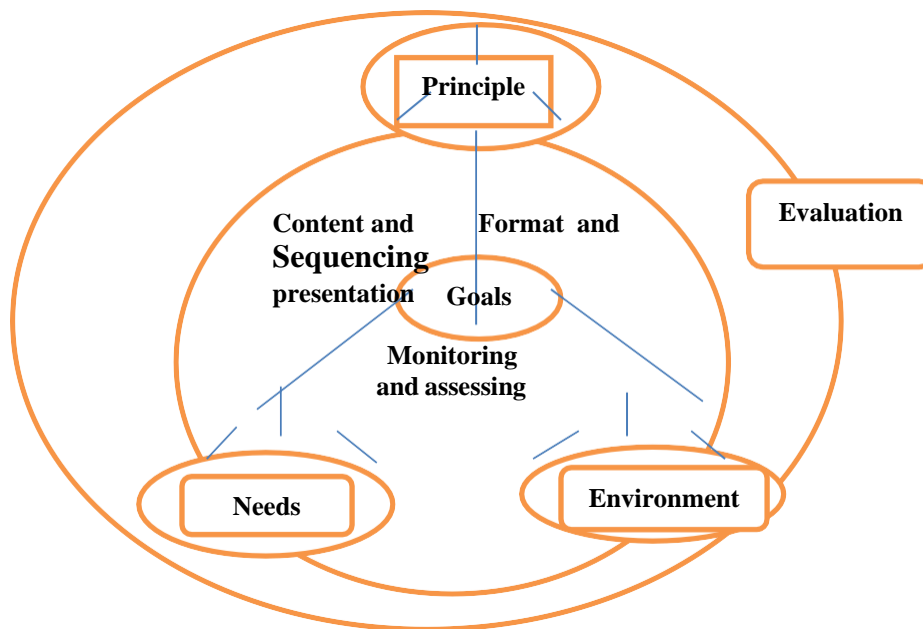 Principle
Evaluation
Content and
Format and
Sequencing
presentation
Goals
Monitoring
and assessing
Needs
Environment